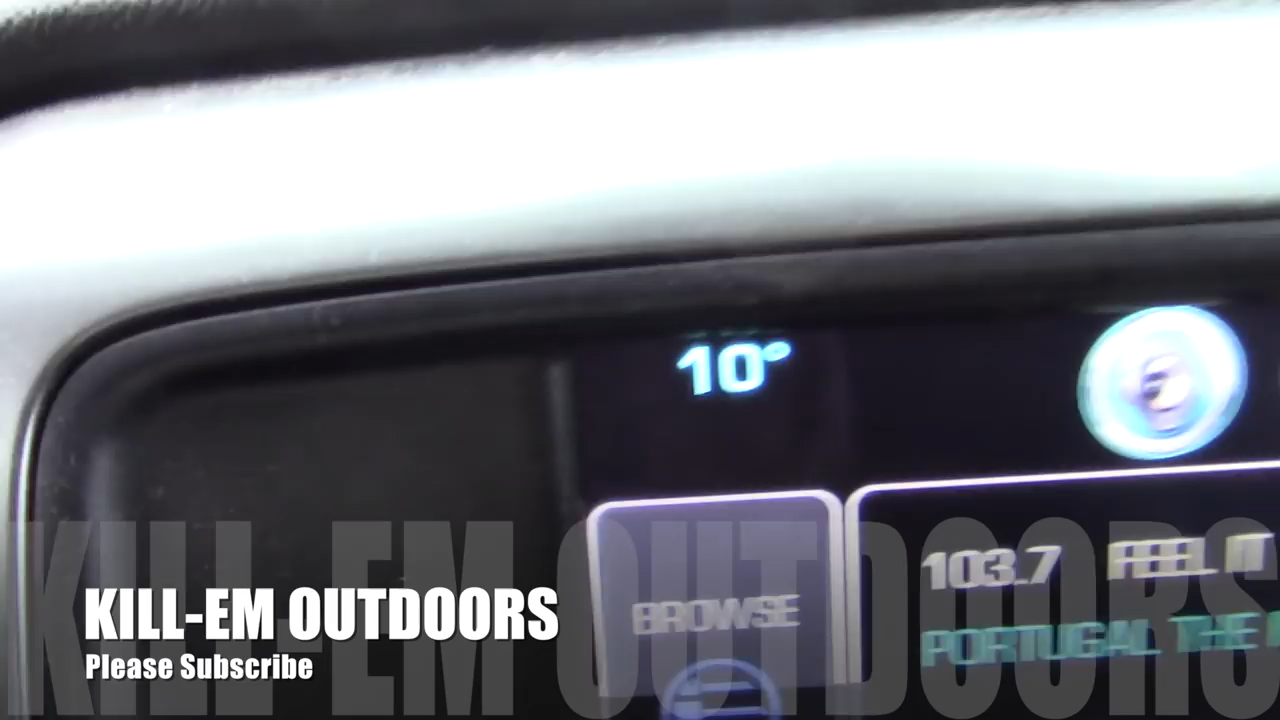 10°
103.7 FEEL IT
BROWSE
PORTUGAL THE
KILL-EM OUTDOORS
KILL-EM OUTDOORS
Please Subscribe